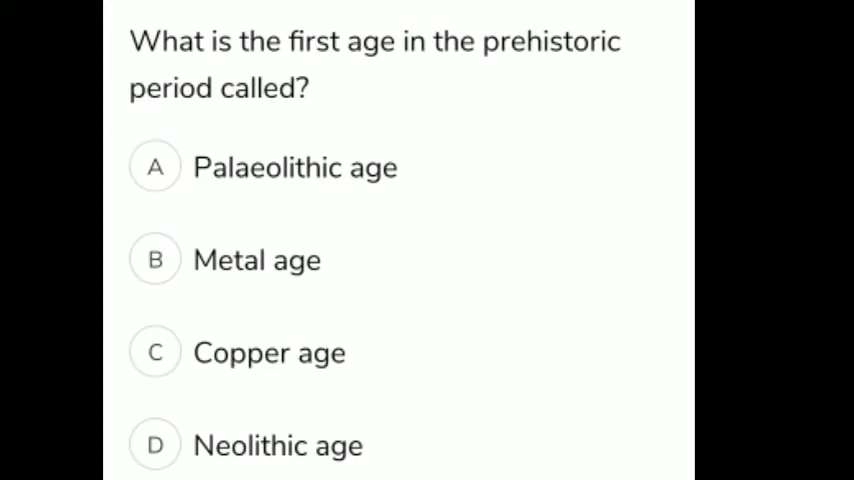 What is the first age in the prehistoric
period called?
A Palaeolithic age
B Metal age
C Copper age
D Neolithic age